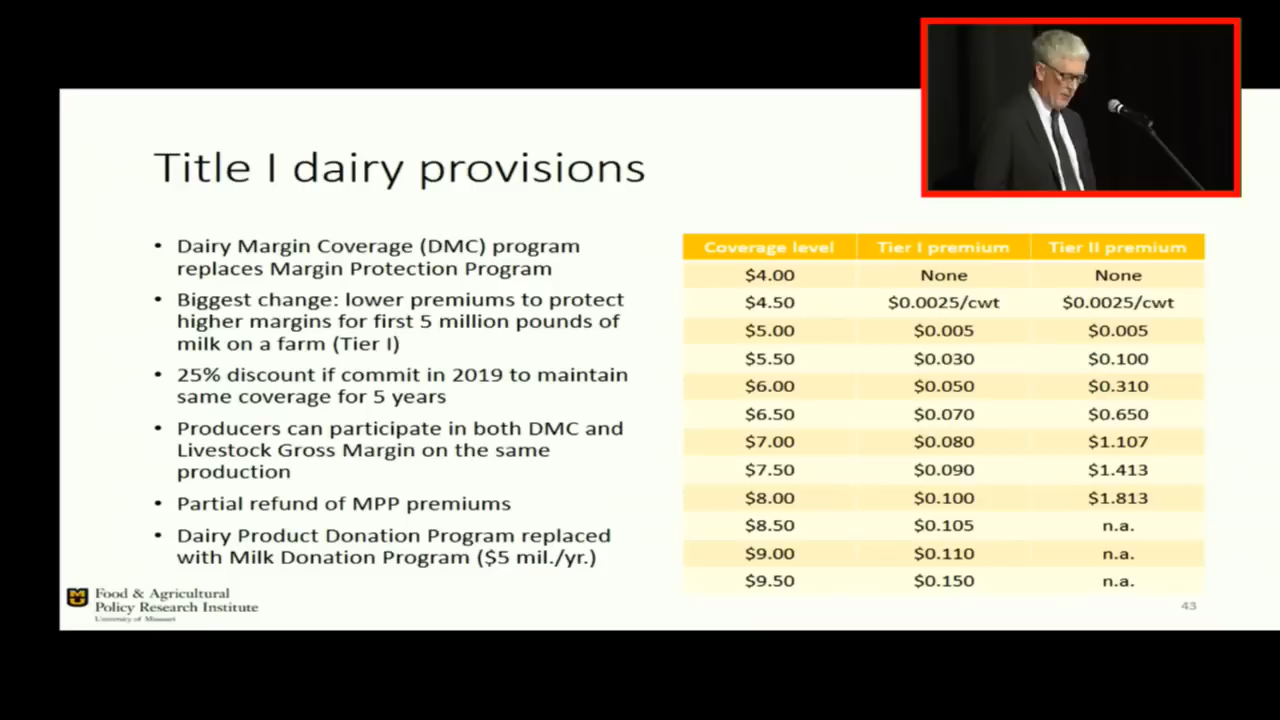 Title I dairy provisions
• Dairy Margin Coverage (DMC) program
replaces Margin Protection Program
• Biggest change: lower premiums to protect
higher margins for first 5 million pounds of
milk on a farm (Tier I)
• 25% discount if commit in 2019 to maintain
same coverage for 5 years
• Producers can participate in both DMC and
Livestock Gross Margin on the same
production
• Partial refund of MPP premiums
• Dairy Product Donation Program replaced
with Milk Donation Program ($5 mil./yr.)
Coverage level Tier I premium Tier II premium
$4.00 None None
$4.50 $0.0025/cwt $0.0025/cwt
$5.00 $0.005 $0.005
$5.50 $0.030 $0.100
$6.00 $0.050 $0.310
$6.50 $0.070 $0.650
$7.00 $0.080 $1.107
$7.50 $0.090 $1.413
$8.00 $0.100 $1.813
$8.50 $0.105 n.a.
$9.00 $0.110 n.a.
$9.50 $0.150 n.a.
Food & Agricultural
Policy Research Institute
University of Missouri
43